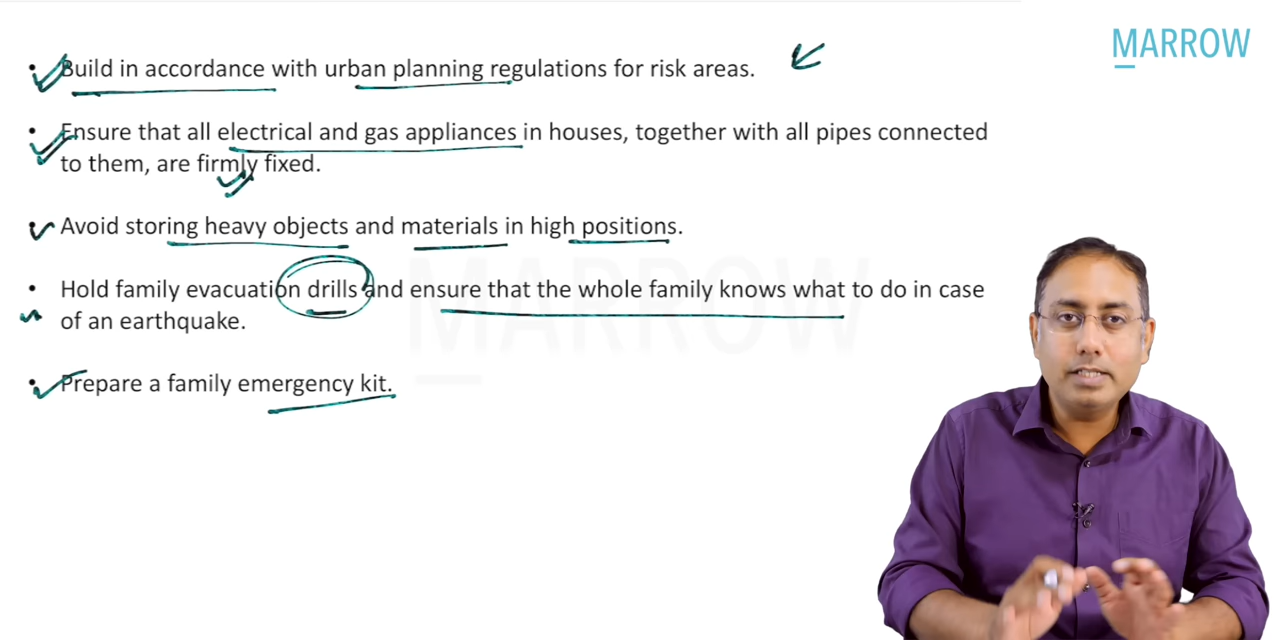 MARROW
• Build in accordance with urban planning regulations for risk areas.
• Ensure that all electrical and gas appliances in houses, together with all pipes connected
to them, are firmly fixed.
• Avoid storing heavy objects and materials in high positions.
• Hold family evacuation drills and ensure that the whole family knows what to do in case
of an earthquake.
• Prepare a family emergency kit.
MARROW